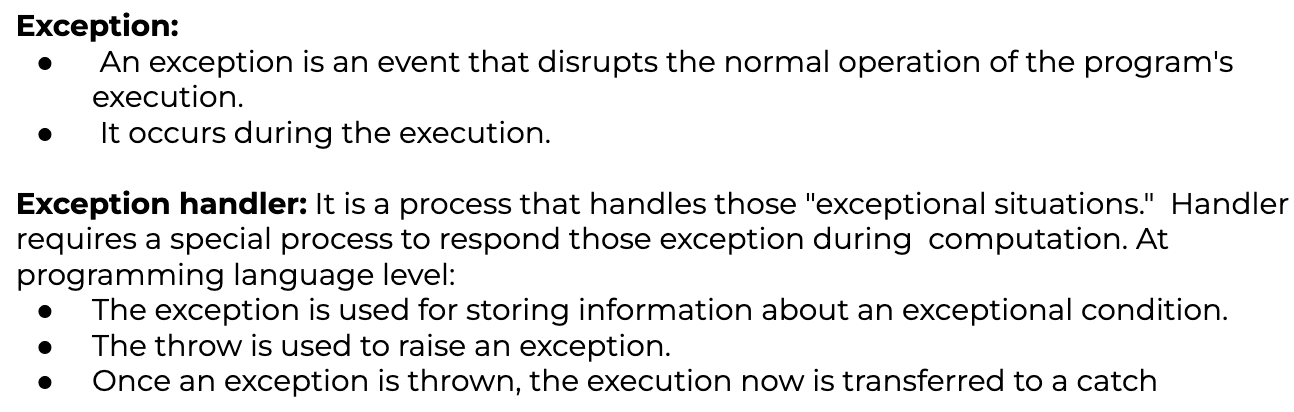 Exception:
● An exception is an event that disrupts the normal operation of the program's
execution.
● It occurs during the execution.
Exception handler: It is a process that handles those "exceptional situations."  Handler
requires a special process to respond those exception during  computation. At
programming language level:
● The exception is used for storing information about an exceptional condition.
● The throw is used to raise an exception.
● Once an exception is thrown, the execution now is transferred to a catch